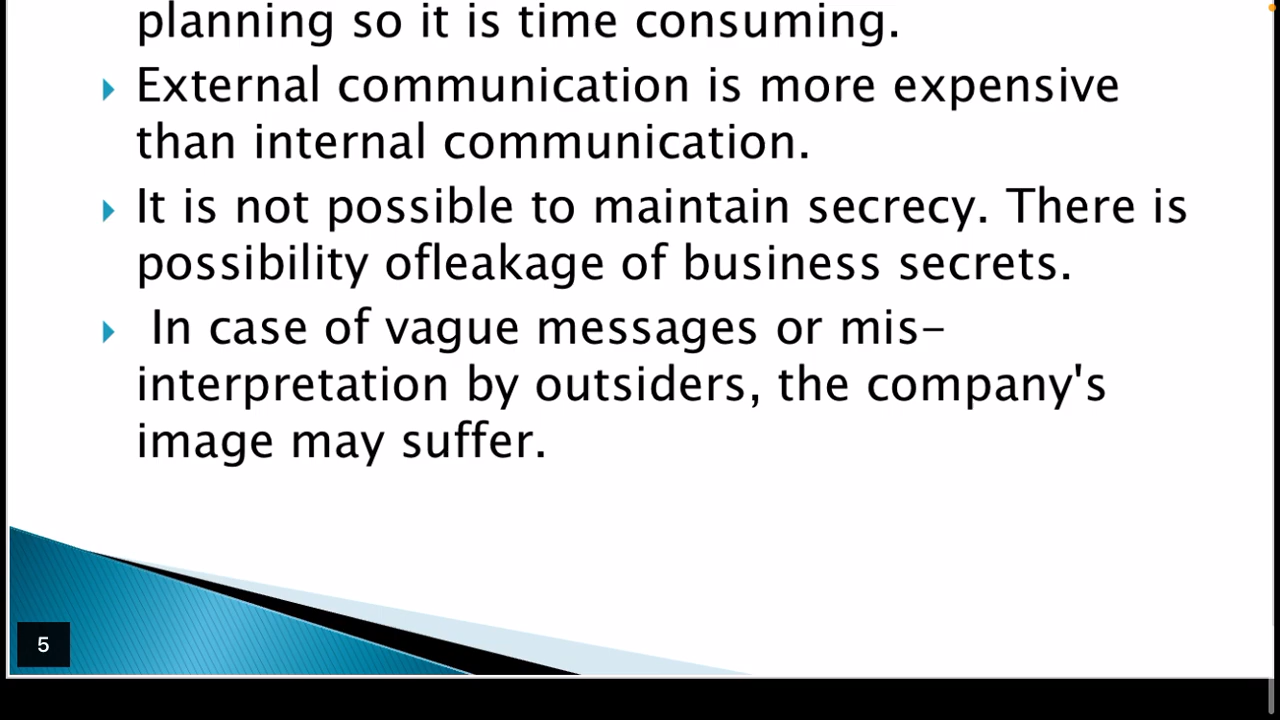 planning so it is time consuming.
External communication is more expensive
than internal communication.
It is not possible to maintain secrecy. There is
possibility ofleakage of business secrets.
In case of vague messages or mis-
interpretation by outsiders, the company's
image may suffer.
5